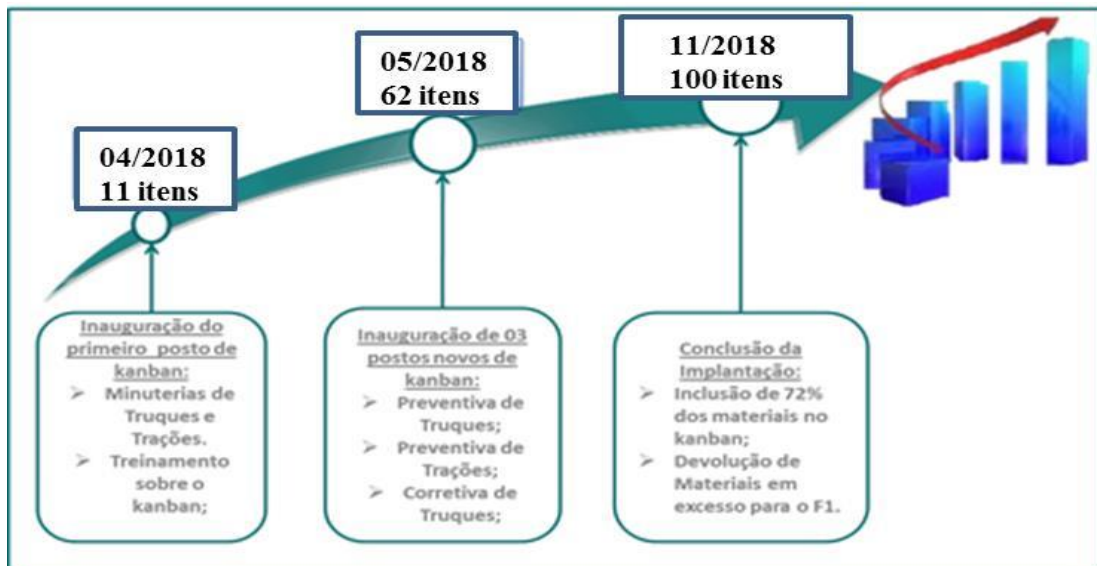 04/2018
11 itens
05/2018
62 itens
11/2018
100 itens
Inauguração do
primeiro posto de
kanban:
➢ Minuterias de
Truques e
Trações.
➢ Treinamento
sobre o
kanban;
Inauguração de 03
postos novos de
kanban:
➢ Preventiva de
Truques;
➢ Preventiva de
Trações;
➢ Corretiva de
Truques;
Conclusão da
Implantação:
➢ Inclusão de 72%
dos materiais no
kanban;
➢ Devolução de
Materiais em
excesso para o F1.